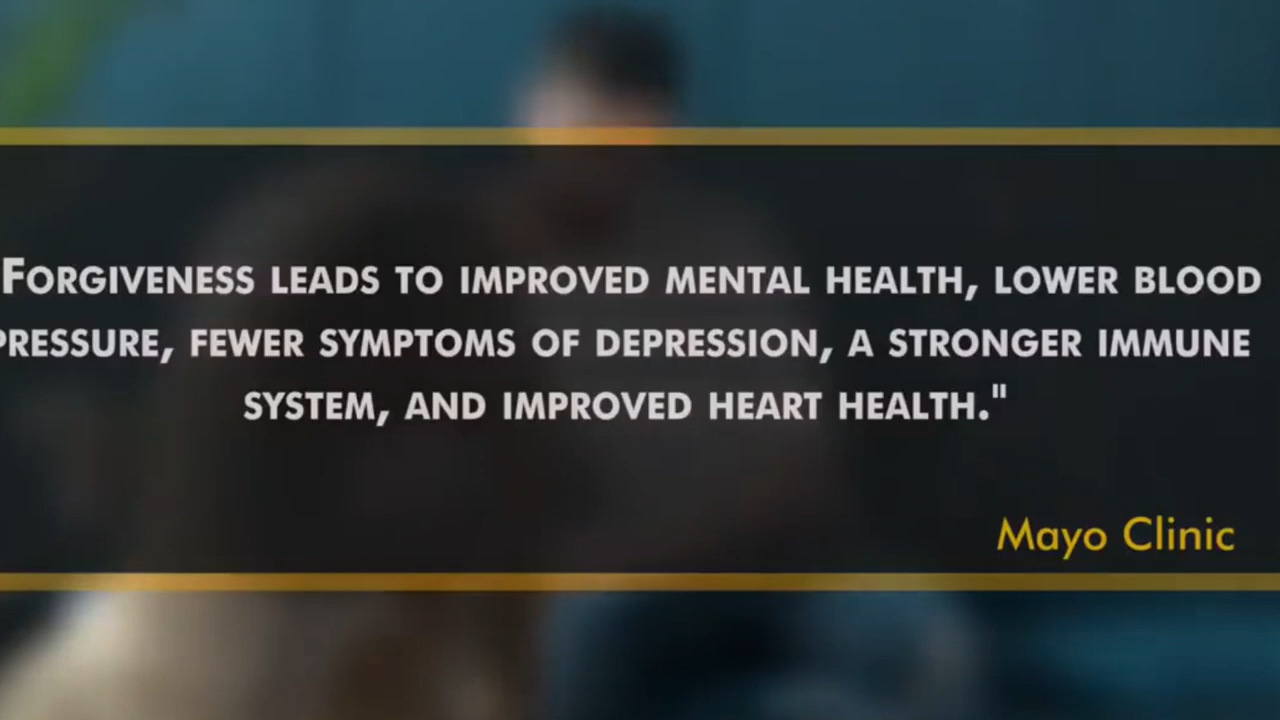 FORGIVENESS LEADS TO IMPROVED MENTAL HEALTH, LOWER BLOOD
PRESSURE, FEWER SYMPTOMS OF DEPRESSION, A STRONGER IMMUNE
SYSTEM, AND IMPROVED HEART HEALTH."
Mayo Clinic